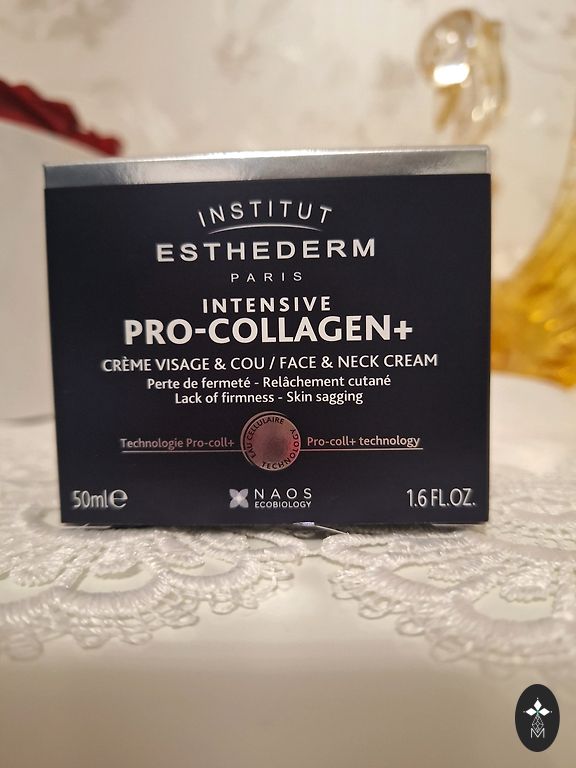 INSTITUT
ESTHEDERM
PARIS
INTENSIVE
PRO-COLLAGEN+
CRÈME VISAGE & COU / FACE & NECK CREAM
Perte de fermeté - Relâchement cutané
Lack of firmness - Skin sagging
Technologie Pro-coll+ EAU CELLULAIRE TECHNOLOGY Pro-coll+ technology
50ml℮ NAOS 1.6 FL.OZ.
ECOBIOLOGY
M